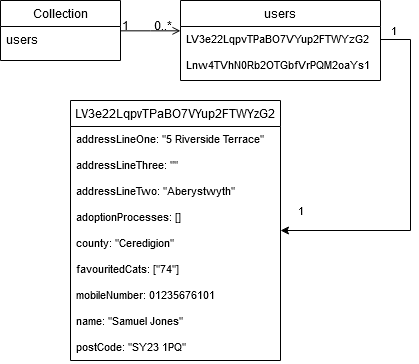 Collection
users
1
0..*
users
LV3e22LqpvTPaBO7VYup2FTWYzG2
Lnw4TVhN0Rb2OTGbfVrPQM2oaYs1
1
1
LV3e22LqpvTPaBO7VYup2FTWYzG2
addressLineOne: "5 Riverside Terrace"
addressLineThree: ""
addressLineTwo: "Aberystwyth"
adoptionProcesses: []
county: "Ceredigion"
favouritedCats: ["74"]
mobileNumber: 01235676101
name: "Samuel Jones"
postCode: "SY23 1PQ"